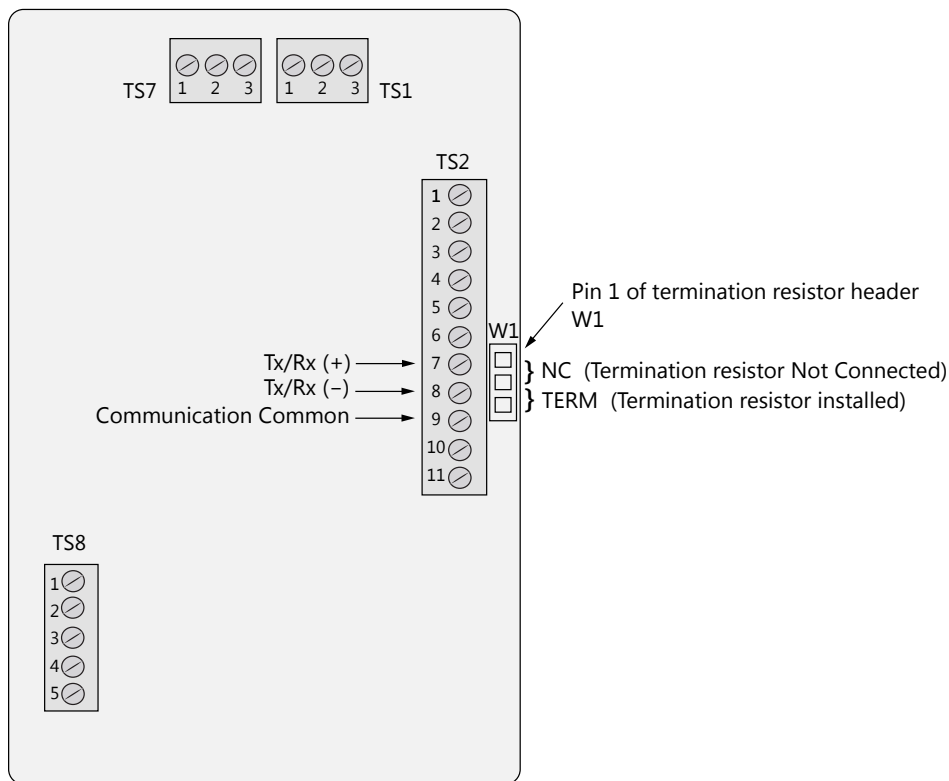 TS7
1 2 3
1 2 3
TS1
TS2
1
2
3
4
5
6
7
8
9
10
11
W1
Pin 1 of termination resistor header
W1
} NC (Termination resistor Not Connected)
} TERM (Termination resistor installed)
Tx/Rx (+)
Tx/Rx (−)
Communication Common
TS8
1
2
3
4
5